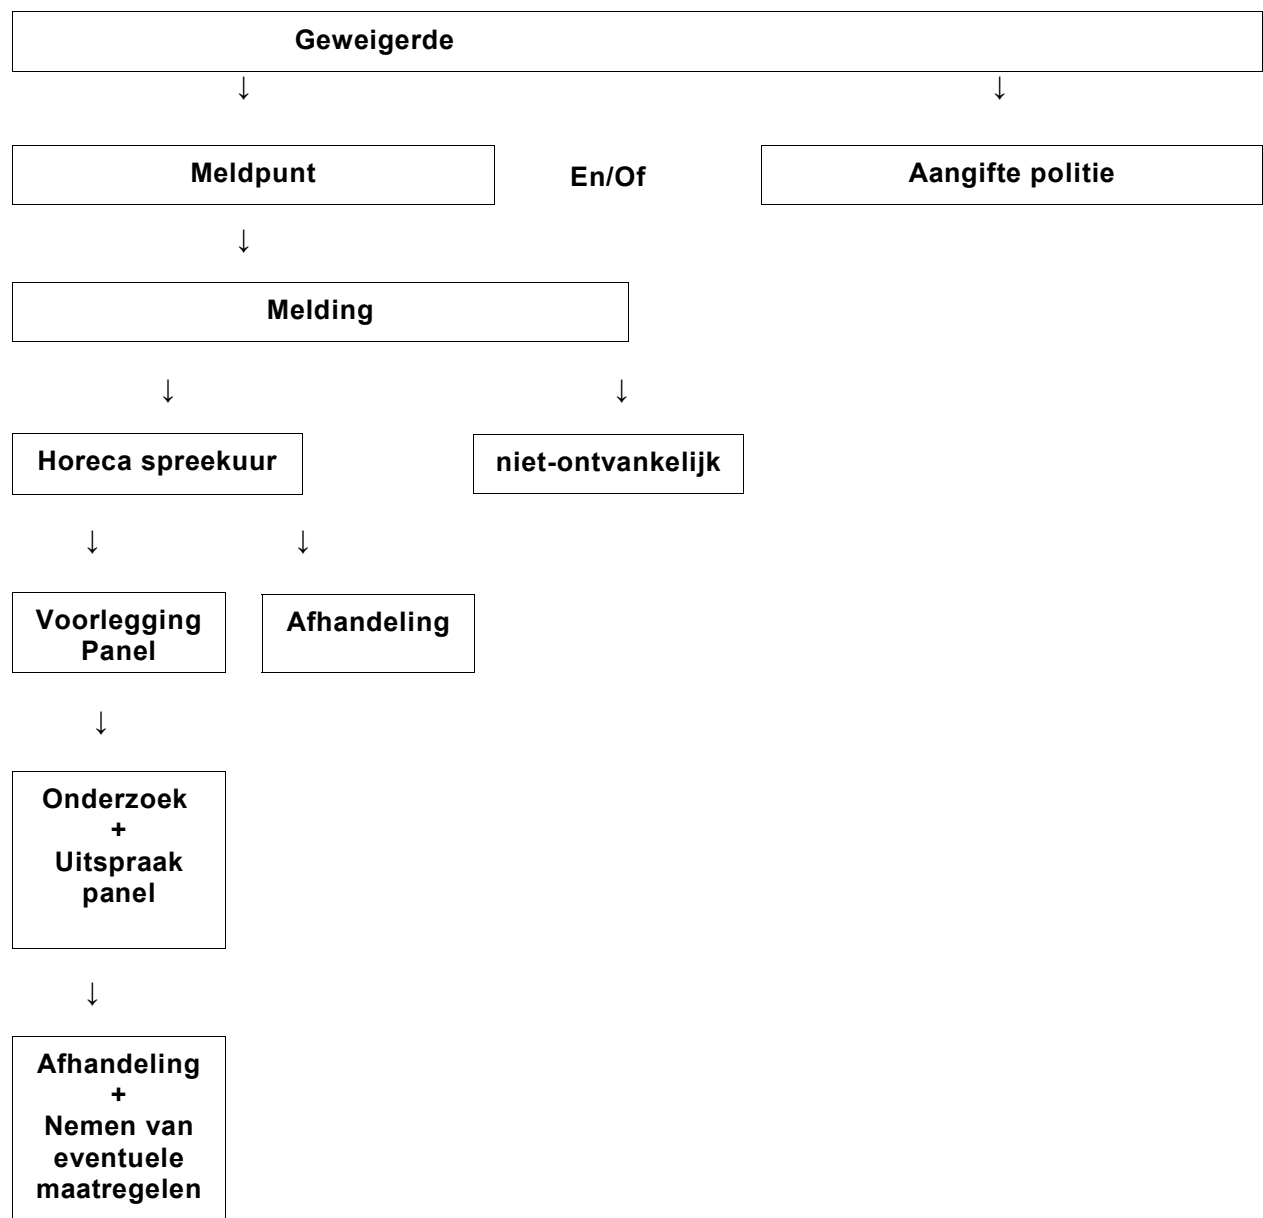 Geweigerde
↓ ↓
Meldpunt En/Of Aangifte politie
↓
Melding
↓ ↓
Horeca spreekuur niet-ontvankelijk
↓ ↓
Voorlegging
Panel
Afhandeling
↓
Onderzoek
+
Uitspraak
panel
↓
Afhandeling
+
Nemen van
eventuele
maatregelen